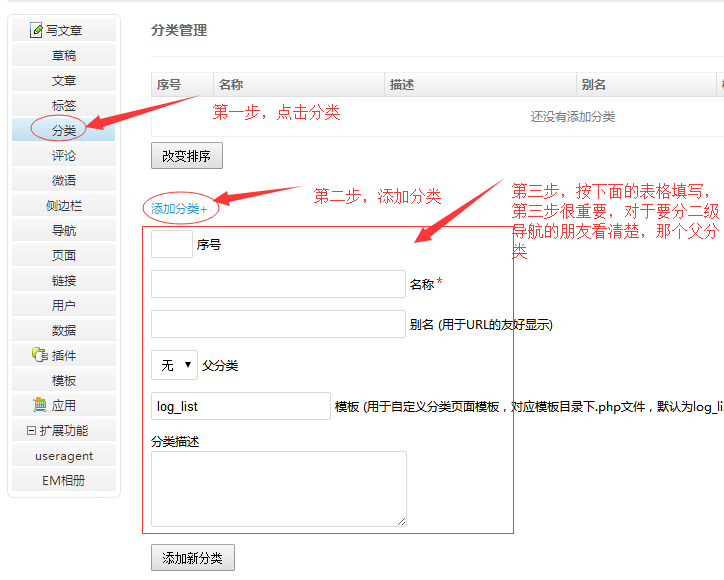 写文章
草稿
文章
标签
分类
评论
微语
侧边栏
导航
页面
链接
用户
数据
插件
模板
应用
扩展功能
useragent
EM相册
分类管理
序号 名称 描述 别名
还没有添加分类
第一步，点击分类
改变排序
添加分类+
第二步，添加分类
第三步，按下面的表格填写，
第三步很重要，对于要分二级
导航的朋友看清楚，那个父分
类
序号
名称 *
别名 (用于URL的友好显示)
无 父分类
log_list 模板 (用于自定义分类页面模板，对应模板目录下.php文件，默认为log_li
分类描述
添加新分类